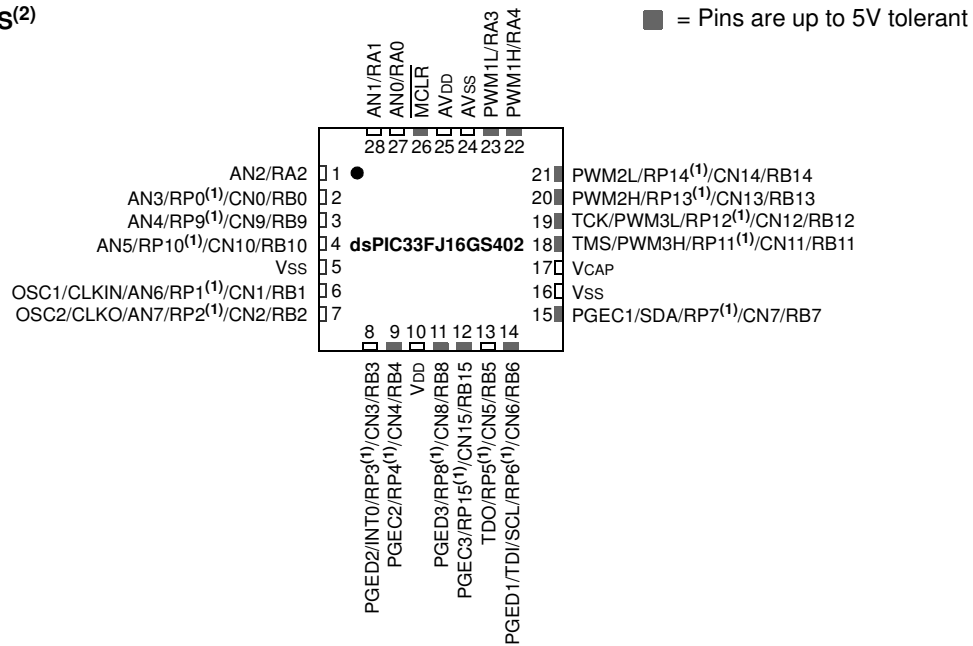 S(2)
= Pins are up to 5V tolerant
AN1/RA1
AN0/RA0
MCLR
AVDD
AVSS
PWM1L/RA3
PWM1H/RA4
28 27 26 25 24 23 22
AN2/RA2 1
AN3/RP0(1)/CN0/RB0 2
AN4/RP9(1)/CN9/RB9 3
AN5/RP10(1)/CN10/RB10 4
VSS 5
OSC1/CLKIN/AN6/RP1(1)/CN1/RB1 6
OSC2/CLKO/AN7/RP2(1)/CN2/RB2 7
dsPIC33FJ16GS402
21 PWM2L/RP14(1)/CN14/RB14
20 PWM2H/RP13(1)/CN13/RB13
19 TCK/PWM3L/RP12(1)/CN12/RB12
18 TMS/PWM3H/RP11(1)/CN11/RB11
17 VCAP
16 VSS
15 PGEC1/SDA/RP7(1)/CN7/RB7
8 9 10 11 12 13 14
PGED2/INT0/RP3(1)/CN3/RB3
PGEC2/RP4(1)/CN4/RB4
VDD
PGED3/RP8(1)/CN8/RB8
PGEC3/RP15(1)/CN15/RB15
TDO/RP5(1)/CN5/RB5
PGED1/TDI/SCL/RP6(1)/CN6/RB6